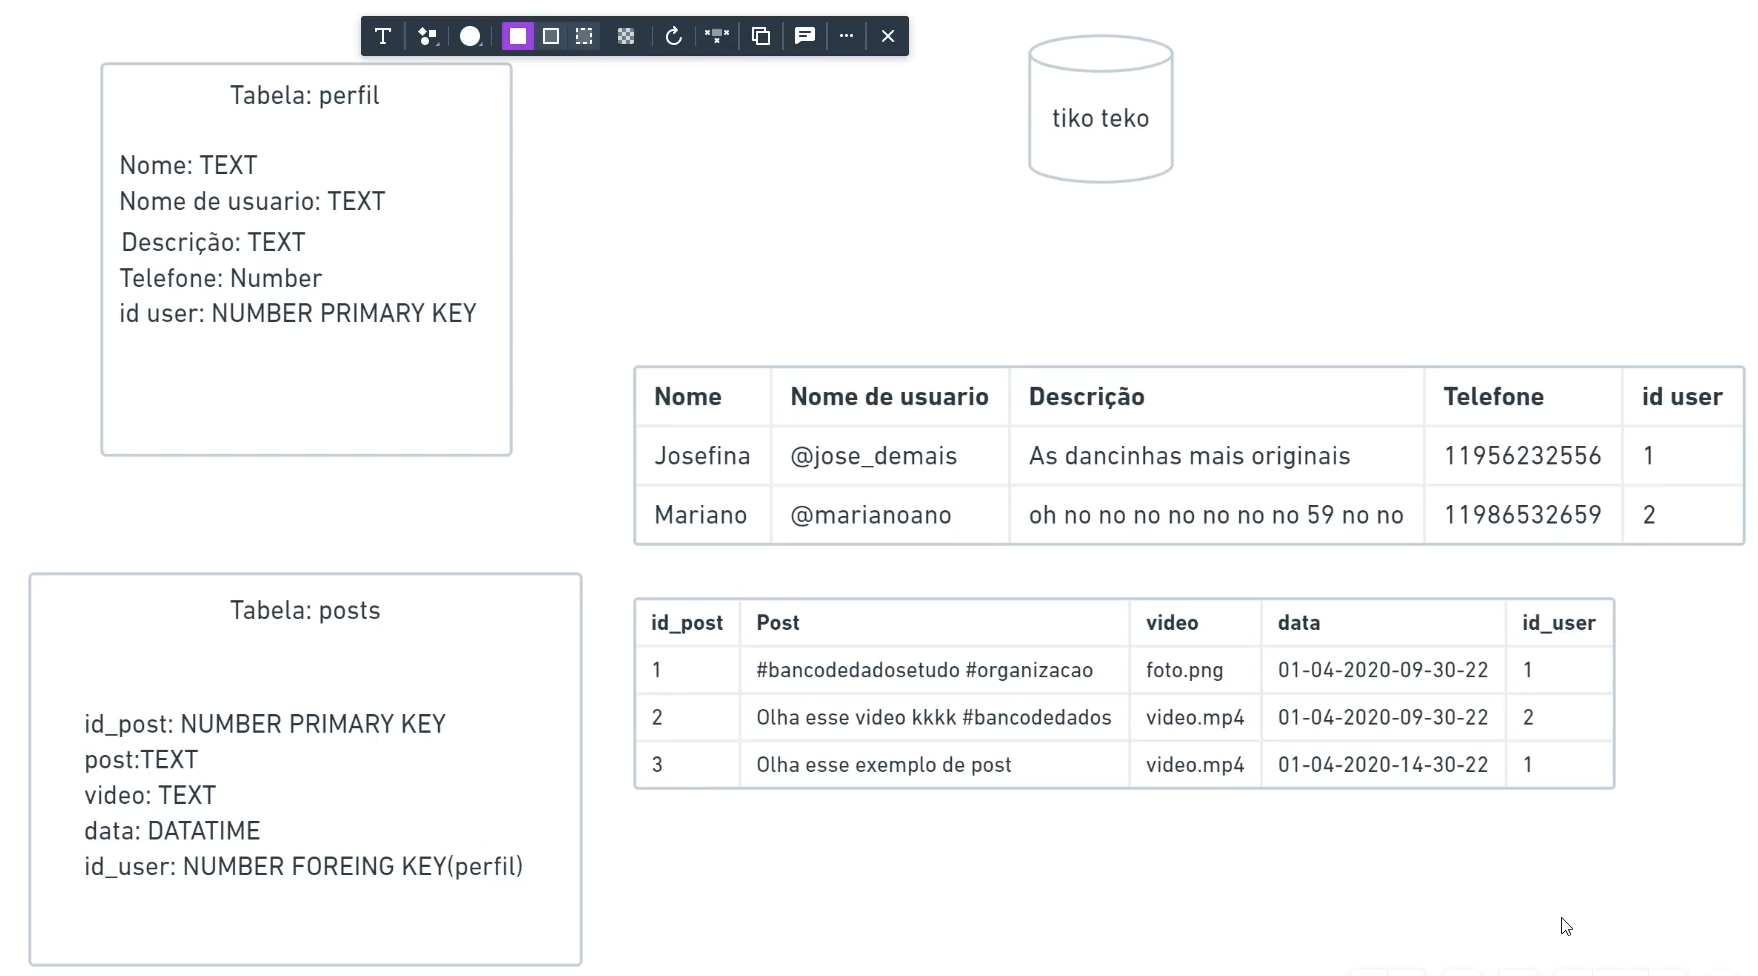 Tabela: perfil
Nome: TEXT
Nome de usuario: TEXT
Descrição: TEXT
Telefone: Number
id user: NUMBER PRIMARY KEY
tiko teko
Nome Nome de usuario Descrição Telefone id user
Josefina @jose_demais As dancinhas mais originais 11956232556 1
Mariano @marianoano oh no no no no no no no 59 no no 11986532659 2
Tabela: posts
id_post: NUMBER PRIMARY KEY
post:TEXT
video: TEXT
data: DATATIME
id_user: NUMBER FOREING KEY(perfil)
id_post Post video data id_user
1 #bancodedadosetudo #organizacao foto.png 01-04-2020-09-30-22 1
2 Olha esse video kkkk #bancodedados video.mp4 01-04-2020-09-30-22 2
3 Olha esse exemplo de post video.mp4 01-04-2020-14-30-22 1